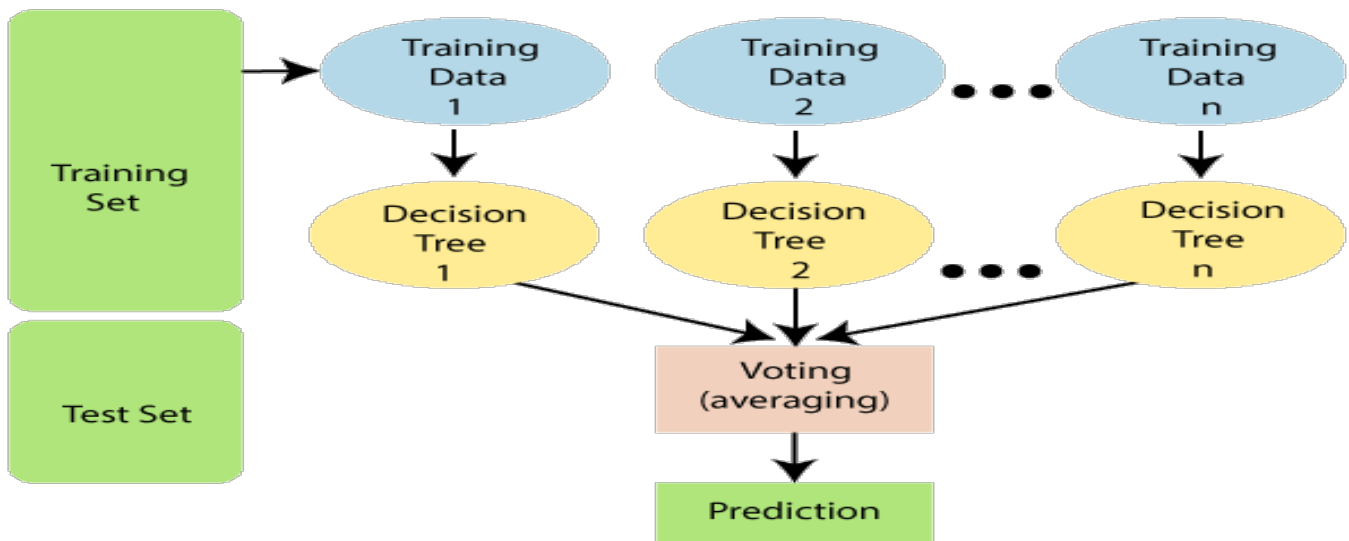 Training
Set
Training
Data
1
Training
Data
2
Training
Data
n
Decision
Tree
1
Decision
Tree
2
Decision
Tree
n
Test Set
Voting
(averaging)
Prediction